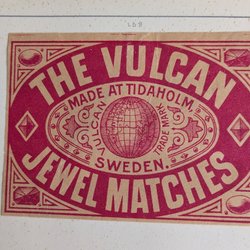 THE VULCAN
MADE AT TIDAHOLM,
VULCAN
TRADE MARK
SWEDEN.
JEWEL MATCHES